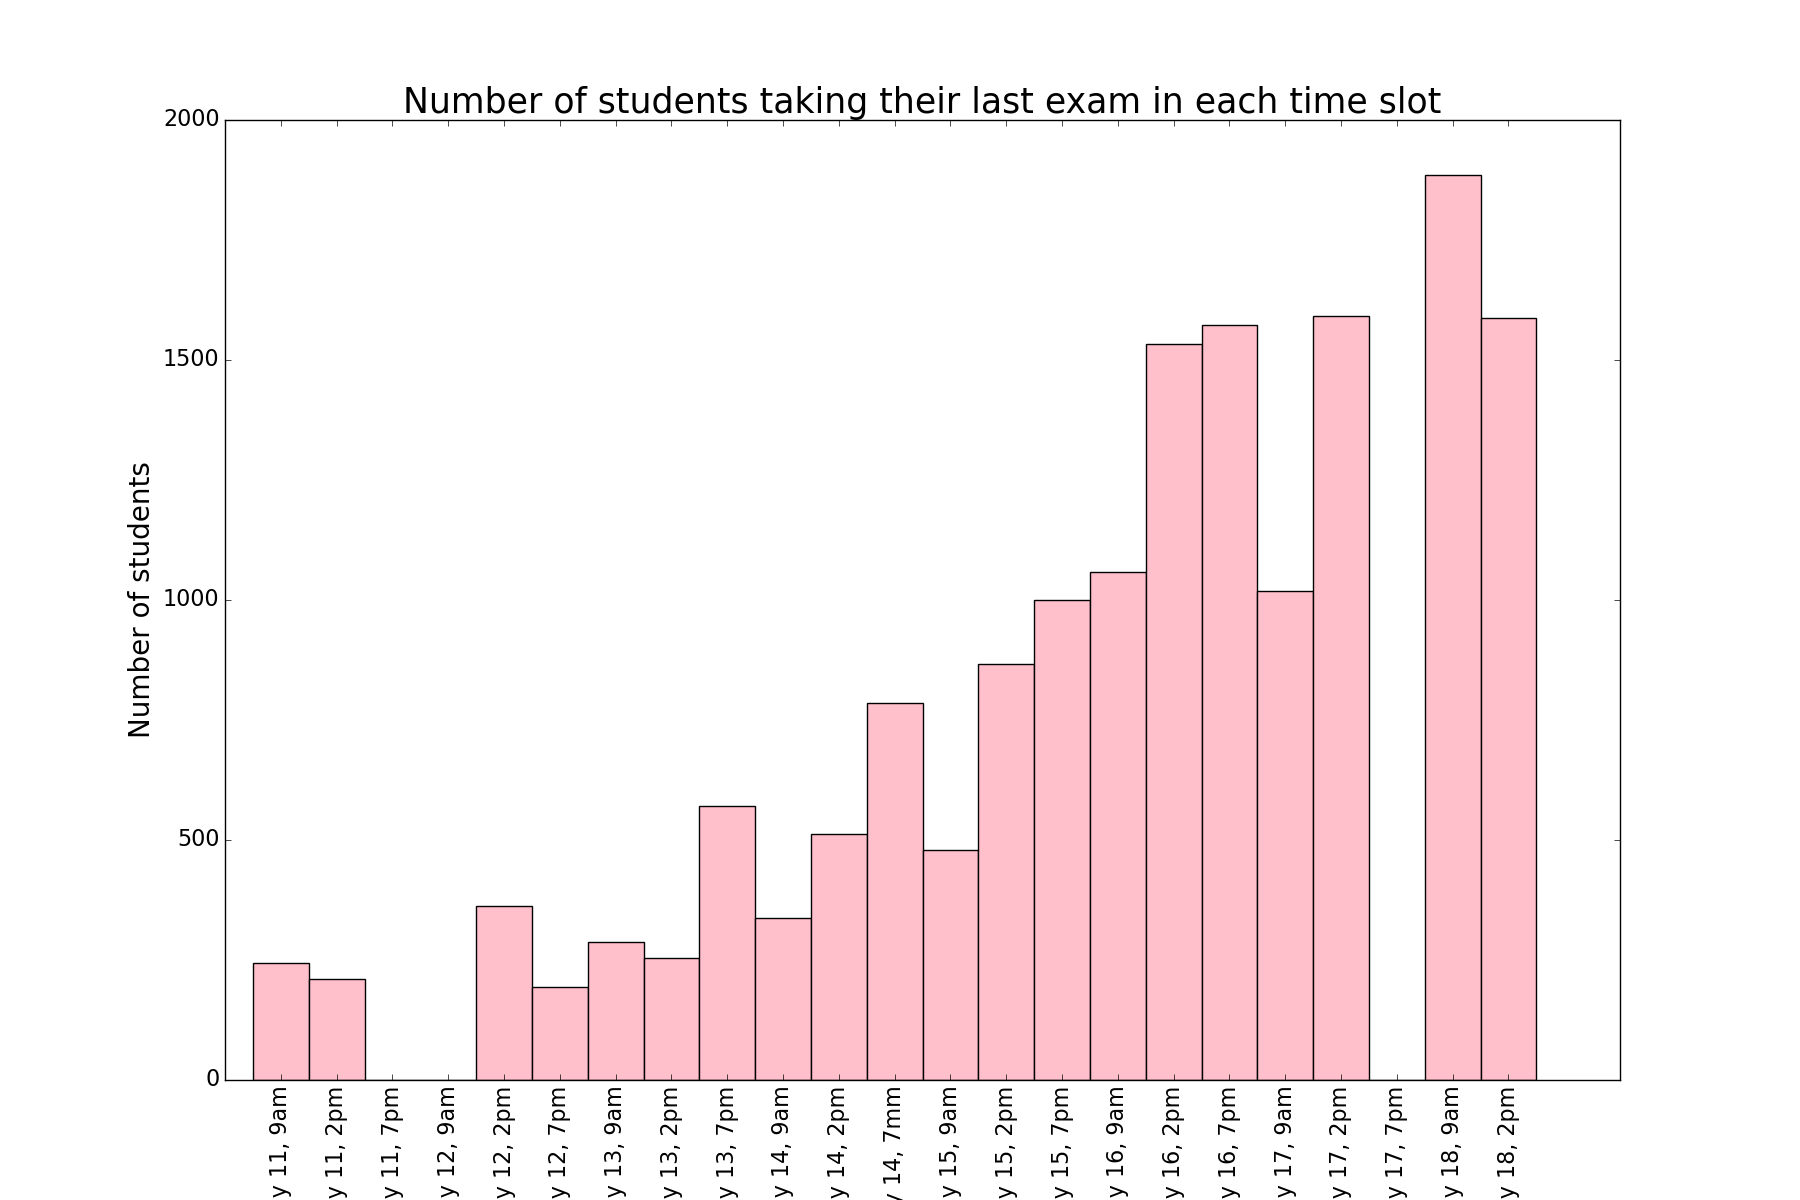 Number of students taking their last exam in each time slot
Number of students
2000
1500
1000
500
0
y 11, 9am
y 11, 2pm
y 11, 7pm
y 12, 9am
y 12, 2pm
y 12, 7pm
y 13, 9am
y 13, 2pm
y 13, 7pm
y 14, 9am
y 14, 2pm
y 14, 7mm
y 15, 9am
y 15, 2pm
y 15, 7pm
y 16, 9am
y 16, 2pm
y 16, 7pm
y 17, 9am
y 17, 2pm
y 17, 7pm
y 18, 9am
y 18, 2pm